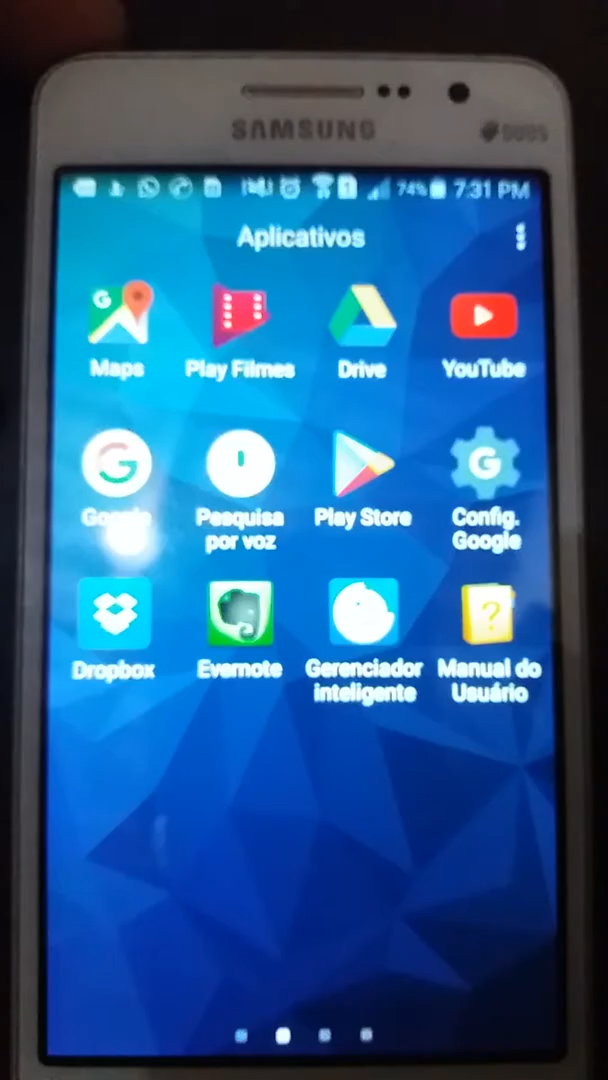 SAMSUNG
DUOS
74% 7:31 PM
Aplicativos
Maps Play Filmes Drive YouTube
Google Pesquisa por voz Play Store Config. Google
Dropbox Evernote Gerenciador inteligente Manual do Usuário